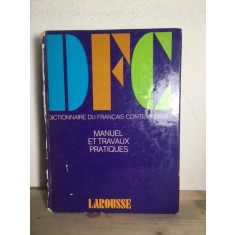 DFC
DICTIONNAIRE DU FRANÇAIS CONTEMPORAIN
MANUEL
ET TRAVAUX
PRATIQUES
LAROUSSE